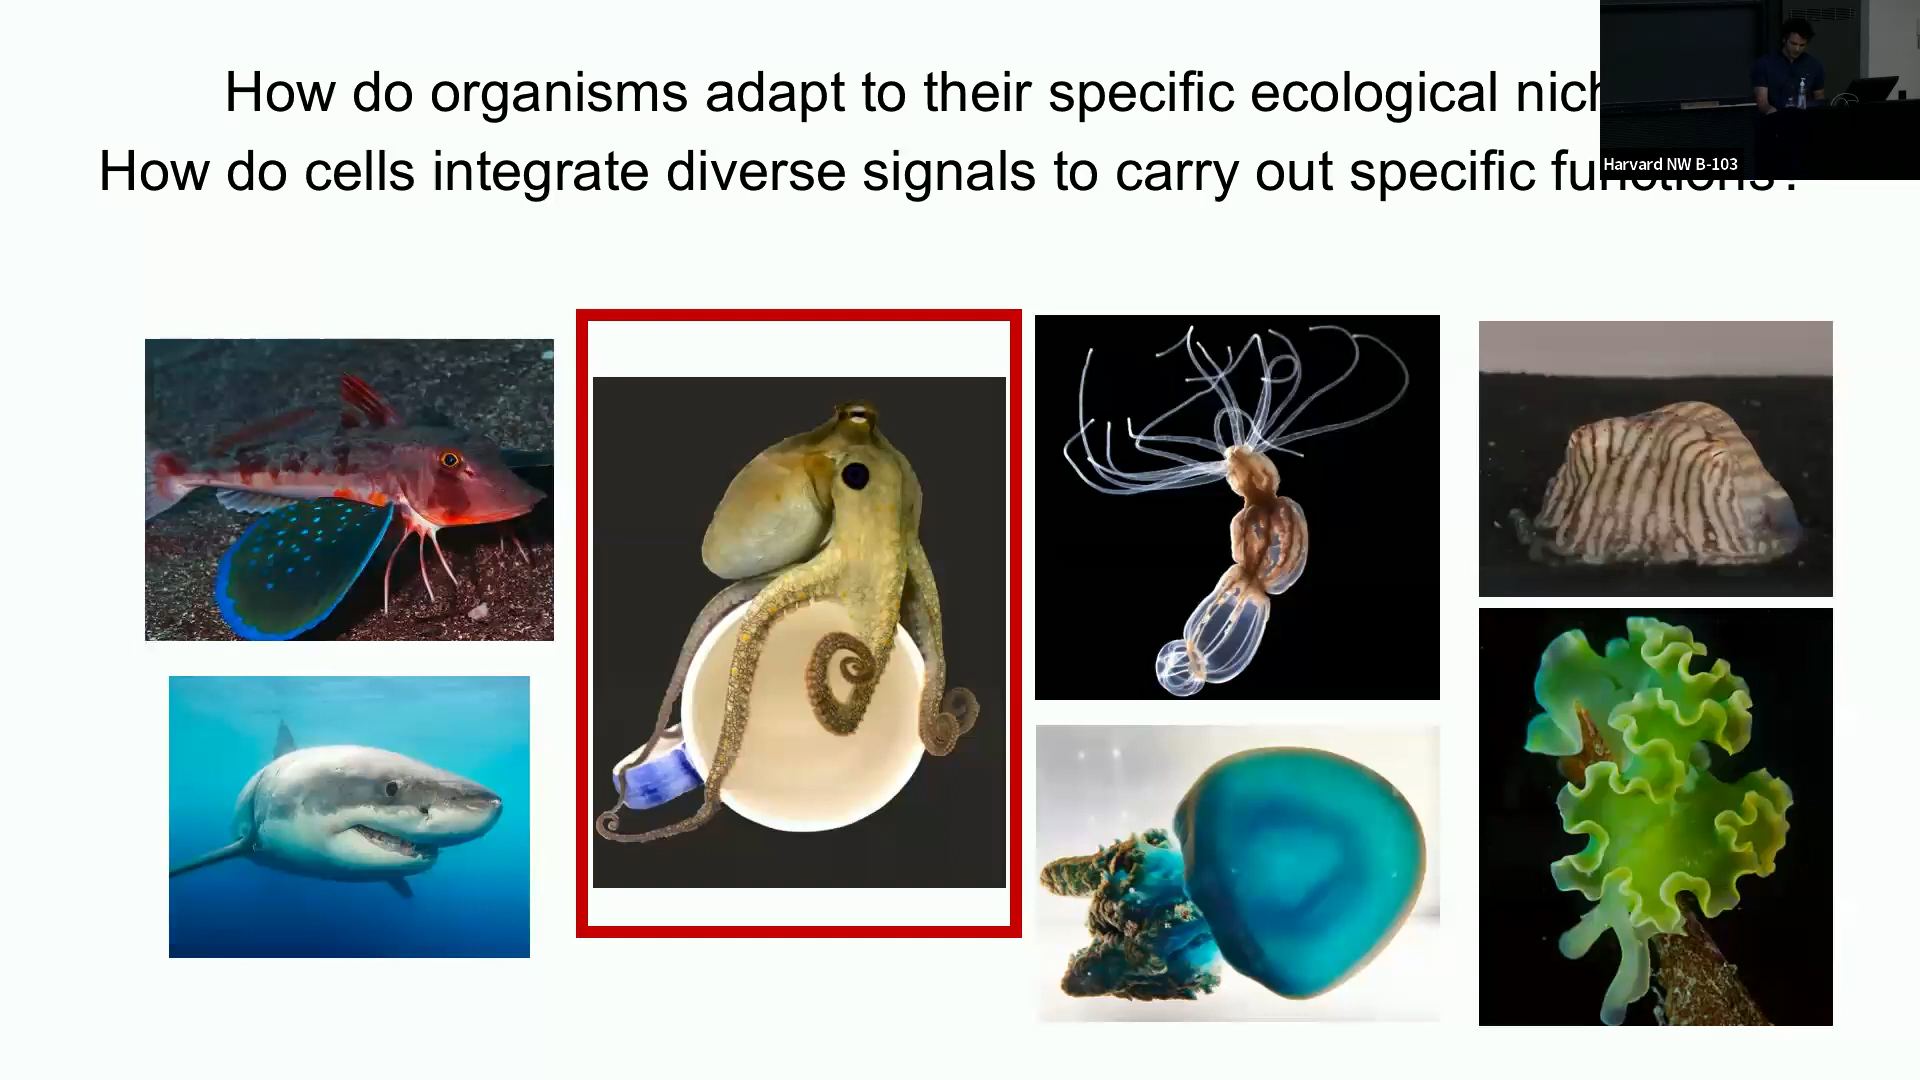 How do organisms adapt to their specific ecological
How do cells integrate diverse signals to carry out specific functions?
Harvard NW B-103